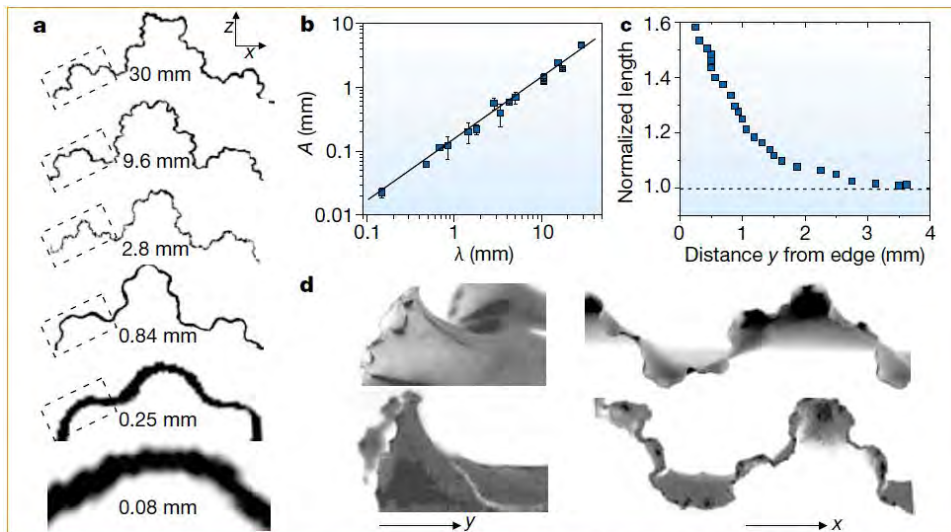 a
z
x
30 mm
9.6 mm
2.8 mm
0.84 mm
0.25 mm
0.08 mm
b
10
1
0.1
0.01
A (mm)
0.1 1 10
λ (mm)
c
1.6
1.4
1.2
1.0
Normalized length
0 1 2 3 4
Distance y from edge (mm)
d
y
x